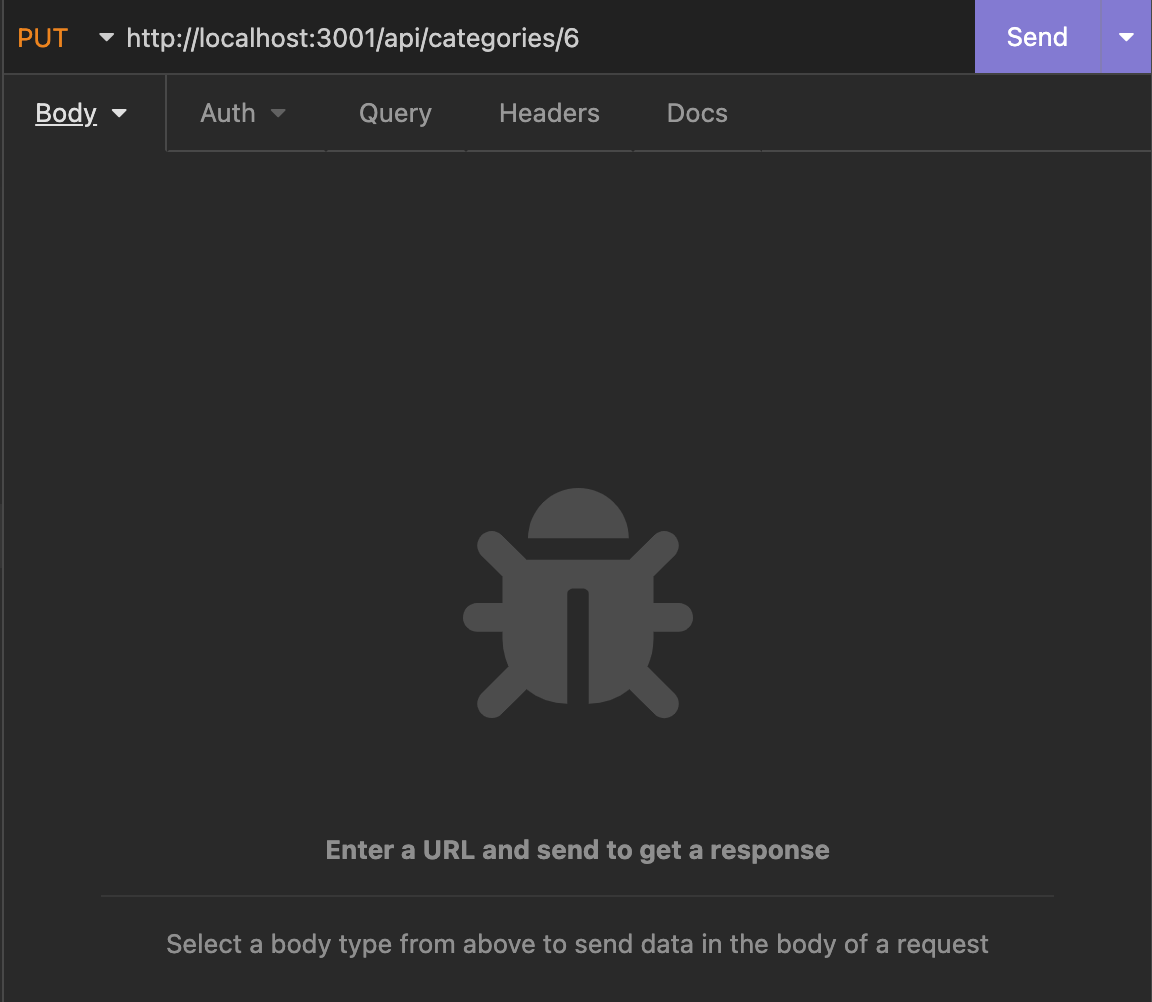 PUT http://localhost:3001/api/categories/6 Send
Body Auth Query Headers Docs
Enter a URL and send to get a response
Select a body type from above to send data in the body of a request